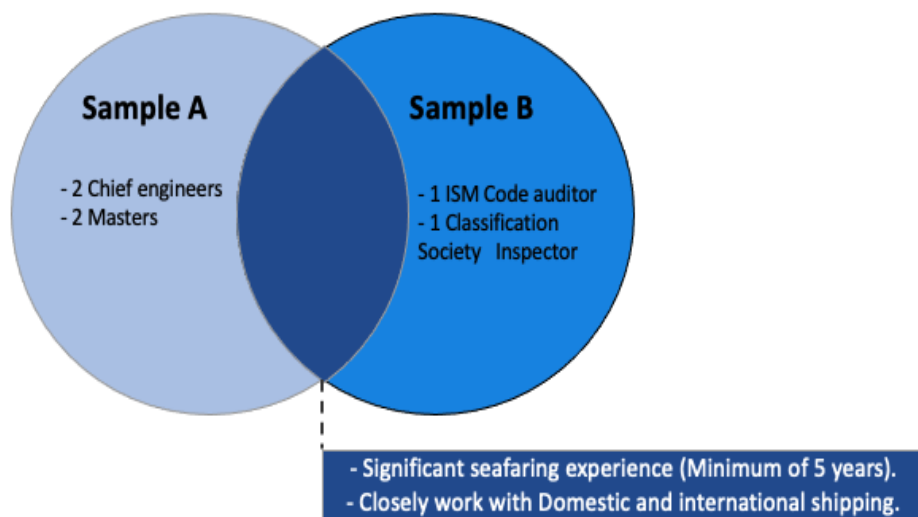 Sample A
- 2 Chief engineers
- 2 Masters
Sample B
- 1 ISM Code auditor
- 1 Classification
Society Inspector
- Significant seafaring experience (Minimum of 5 years).
- Closely work with Domestic and international shipping.